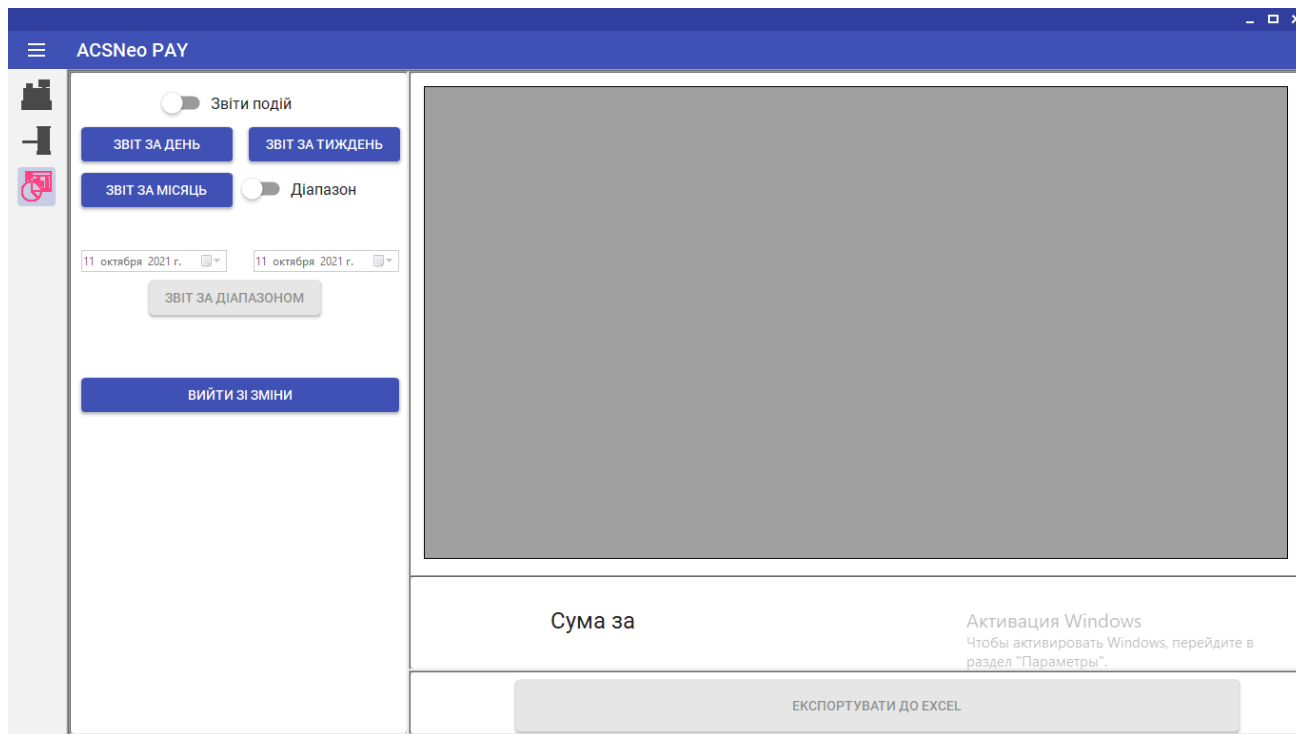 ACSNeo PAY
Звіти подій
ЗВІТ ЗА ДЕНЬ
ЗВІТ ЗА ТИЖДЕНЬ
ЗВІТ ЗА МІСЯЦЬ
Діапазон
11 октября 2021 г.
11 октября 2021 г.
ЗВІТ ЗА ДІАПАЗОНОМ
ВИЙТИ ЗІ ЗМІНИ
Сума за
Активация Windows
Чтобы активировать Windows, перейдите в
раздел "Параметры".
ЕКСПОРТУВАТИ ДО EXCEL